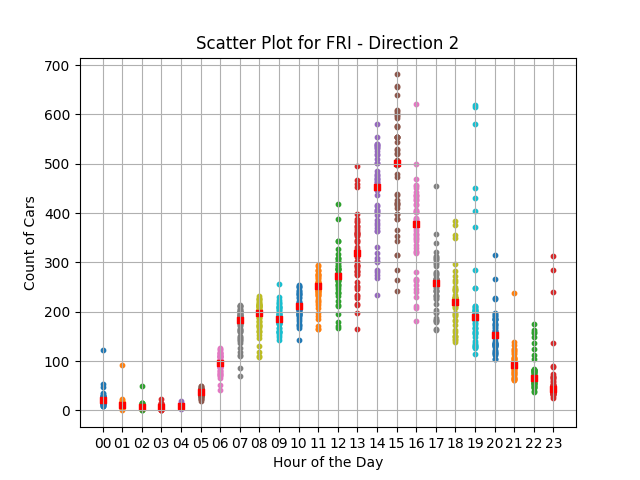 Scatter Plot for FRI - Direction 2
Count of Cars
700
600
500
400
300
200
100
0
00 01 02 03 04 05 06 07 08 09 10 11 12 13 14 15 16 17 18 19 20 21 22 23
Hour of the Day